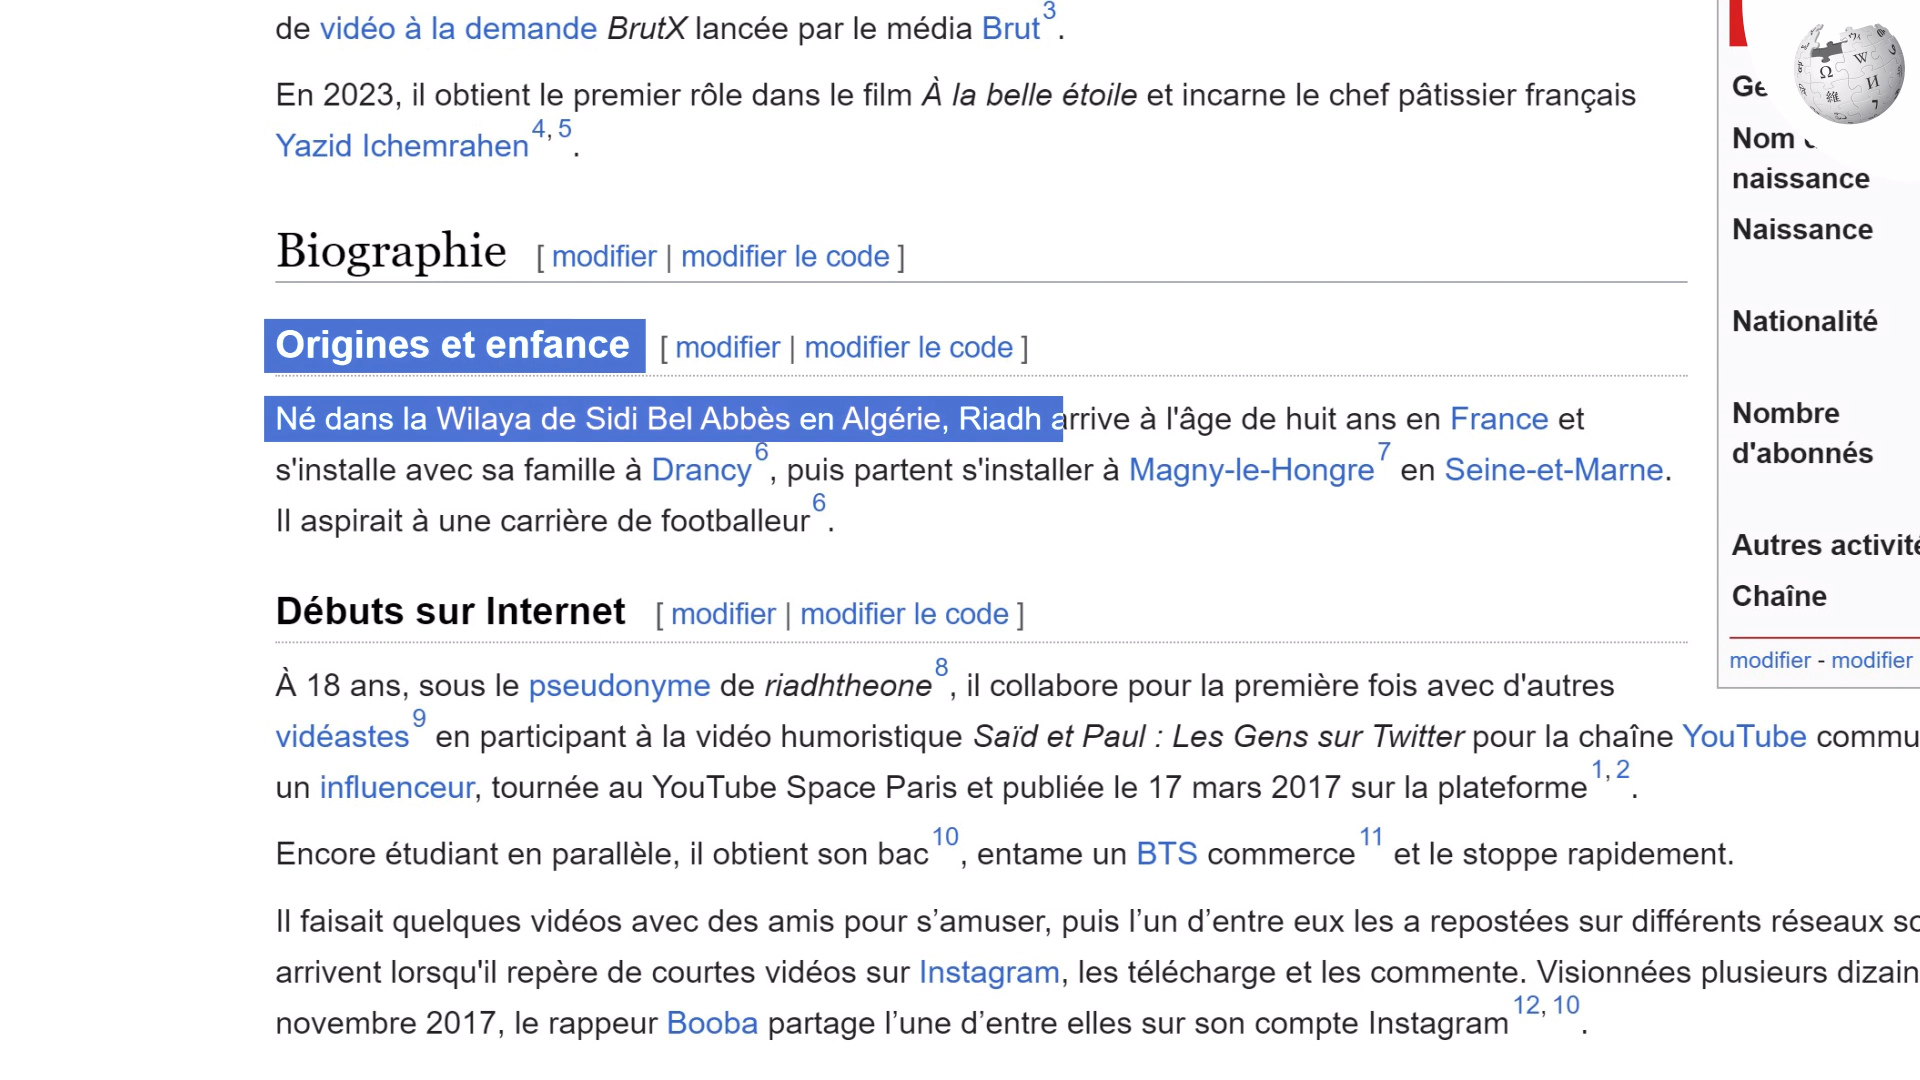 de vidéo à la demande BrutX lancée par le média Brut3.
En 2023, il obtient le premier rôle dans le film À la belle étoile et incarne le chef pâtissier français
Yazid Ichemrahen4, 5.
Biographie [ modifier | modifier le code ]
Origines et enfance [ modifier | modifier le code ]
Né dans la Wilaya de Sidi Bel Abbès en Algérie, Riadh arrive à l'âge de huit ans en France et
s'installe avec sa famille à Drancy6, puis partent s'installer à Magny-le-Hongre7 en Seine-et-Marne.
Il aspirait à une carrière de footballeur6.
Débuts sur Internet [ modifier | modifier le code ]
À 18 ans, sous le pseudonyme de riadhtheone8, il collabore pour la première fois avec d'autres
vidéastes9 en participant à la vidéo humoristique Saïd et Paul : Les Gens sur Twitter pour la chaîne YouTube commu
un influenceur, tournée au YouTube Space Paris et publiée le 17 mars 2017 sur la plateforme1, 2.
Encore étudiant en parallèle, il obtient son bac10, entame un BTS commerce11 et le stoppe rapidement.
Il faisait quelques vidéos avec des amis pour s’amuser, puis l’un d’entre eux les a repostées sur différents réseaux so
arrivent lorsqu'il repère de courtes vidéos sur Instagram, les télécharge et les commente. Visionnées plusieurs dizain
novembre 2017, le rappeur Booba partage l’une d’entre elles sur son compte Instagram12, 10.
Ge
Nom
naissance
Naissance
Nationalité
Nombre
d'abonnés
Autres activité
Chaîne
modifier - modifier